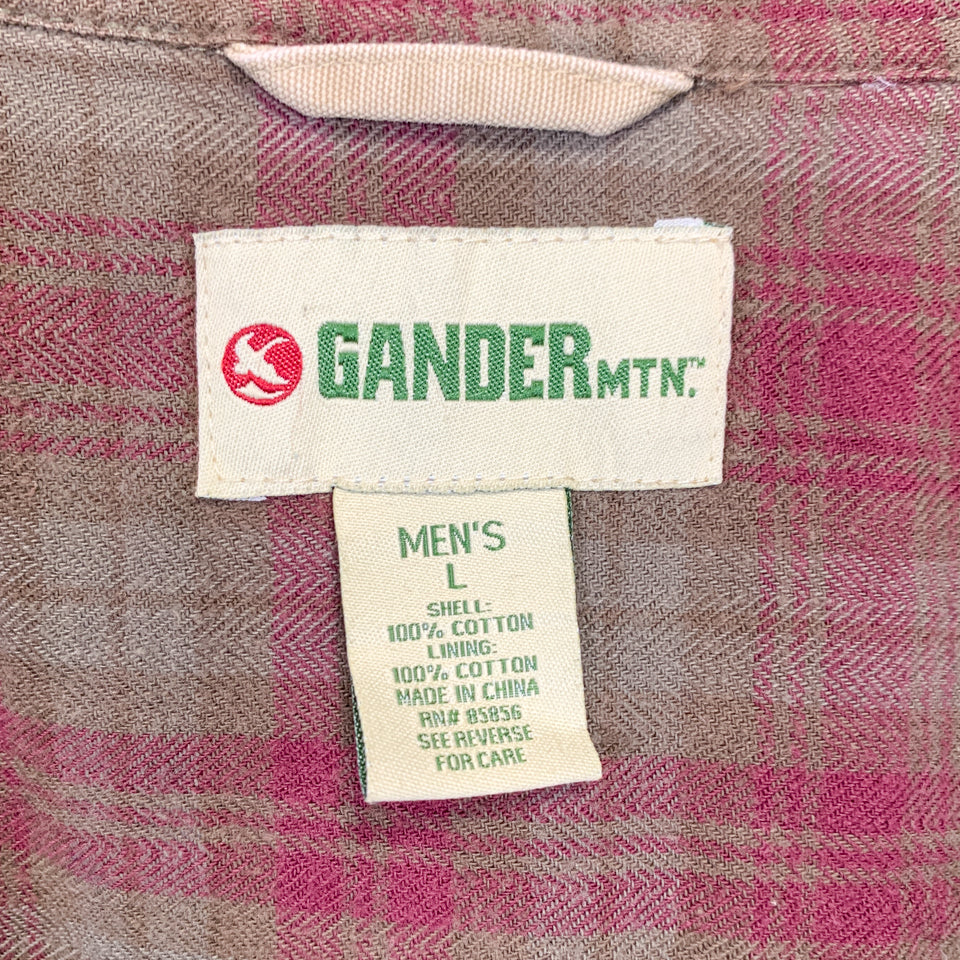 GANDER MTN.™
MEN'S
L
SHELL:
100% COTTON
LINING:
100% COTTON
MADE IN CHINA
RN# 85856
SEE REVERSE
FOR CARE